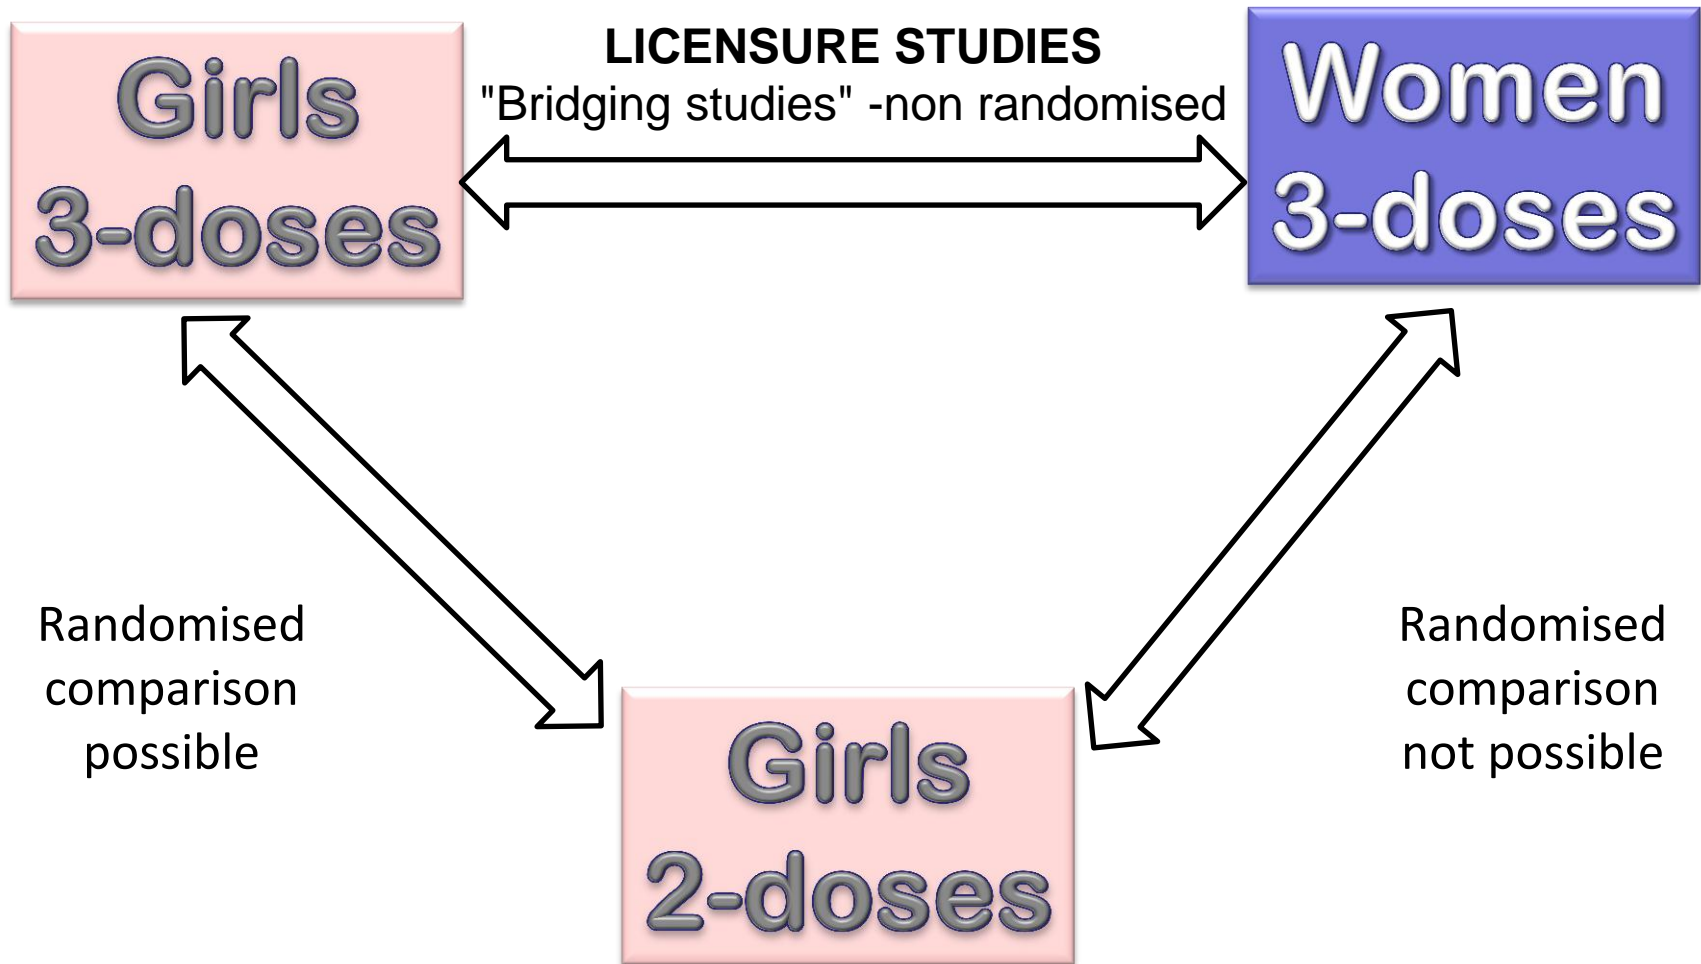 Girls
3-doses
LICENSURE STUDIES
"Bridging studies" -non randomised
Women
3-doses
Randomised
comparison
possible
Randomised
comparison
not possible
Girls
2-doses